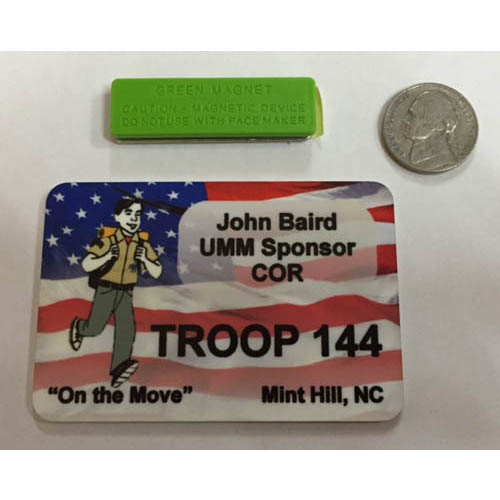 GREEN MAGNET
CAUTION - MAGNETIC DEVICE
DO NOT USE WITH PACE MAKER
John Baird
UMM Sponsor
COR
TROOP 144
“On the Move”
Mint Hill, NC